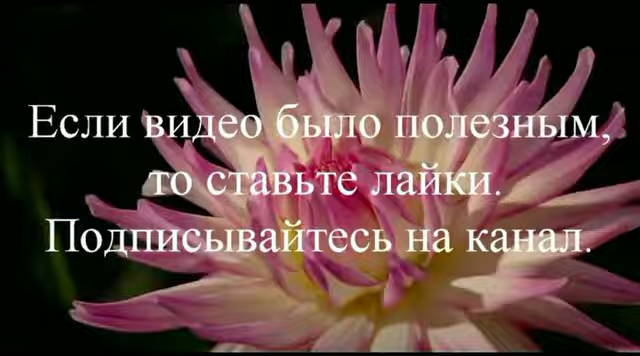 Если видео было полезным,
то ставьте лайки.
Подписывайтесь на канал.